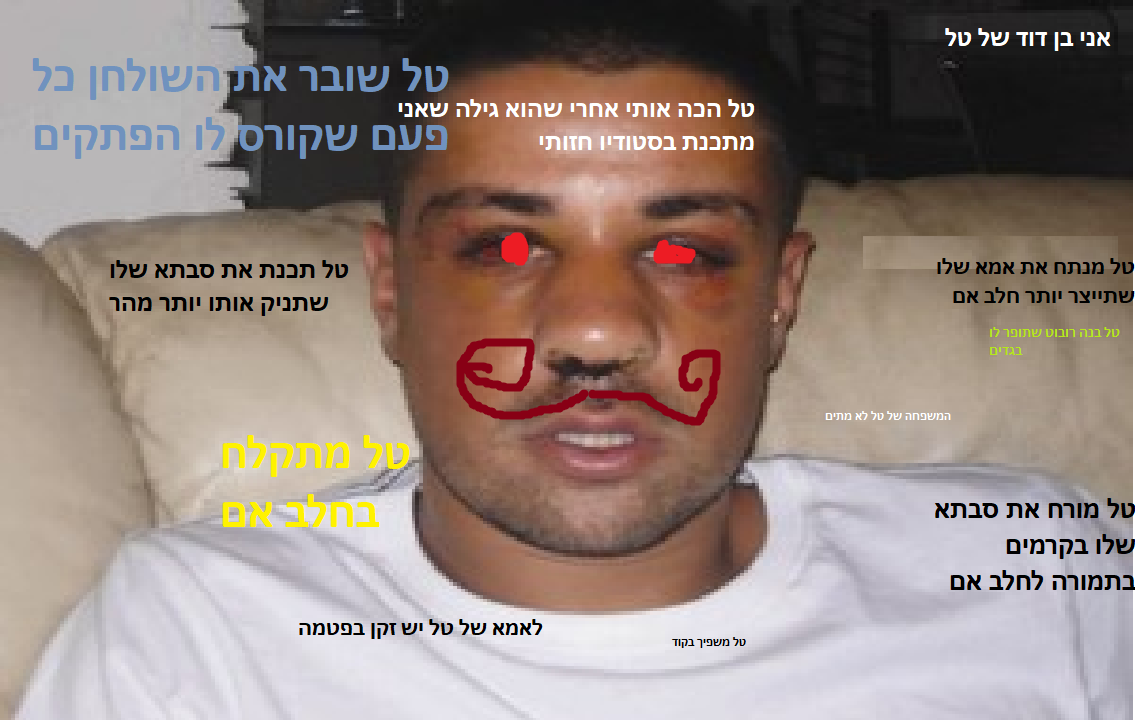 אני בן דוד של טל
טל שובר את השולחן כל
פעם שקורס לו הפתקים
טל הכה אותי אחרי שהוא גילה שאני
מתכנת בסטודיו חזותי
טל תכנת את סבתא שלו
שתניק אותו יותר מהר
טל מנתח את אמא שלו
שתייצר יותר חלב אם
טל בנה רובוט שתופר לו
בגדים
המשפחה של טל לא מתים
טל מתקלח
בחלב אם
טל מורח את סבתא
שלו בקרמים
בתמורה לחלב אם
לאמא של טל יש זקן בפטמה
טל משפיך בקוד